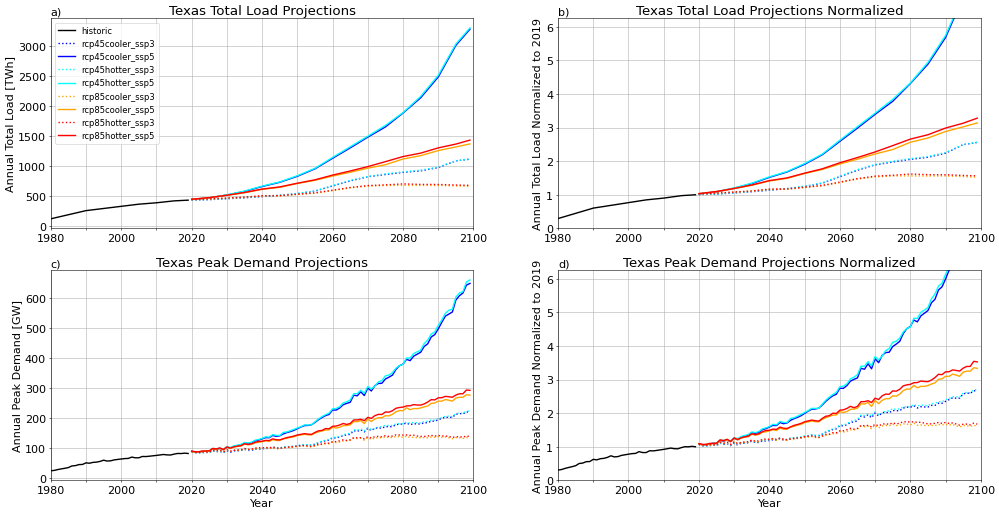 a)
Texas Total Load Projections
Annual Total Load [TWh]
3000
2500
2000
1500
1000
500
0
historic
rcp45cooler_ssp3
rcp45cooler_ssp5
rcp45hotter_ssp3
rcp45hotter_ssp5
rcp85cooler_ssp3
rcp85cooler_ssp5
rcp85hotter_ssp3
rcp85hotter_ssp5
1980 2000 2020 2040 2060 2080 2100
b)
Texas Total Load Projections Normalized
Annual Total Load Normalized to 2019
6
5
4
3
2
1
0
1980 2000 2020 2040 2060 2080 2100
c)
Texas Peak Demand Projections
Annual Peak Demand [GW]
600
500
400
300
200
100
0
1980 2000 2020 2040 2060 2080 2100
Year
d)
Texas Peak Demand Projections Normalized
Annual Peak Demand Normalized to 2019
6
5
4
3
2
1
0
1980 2000 2020 2040 2060 2080 2100
Year